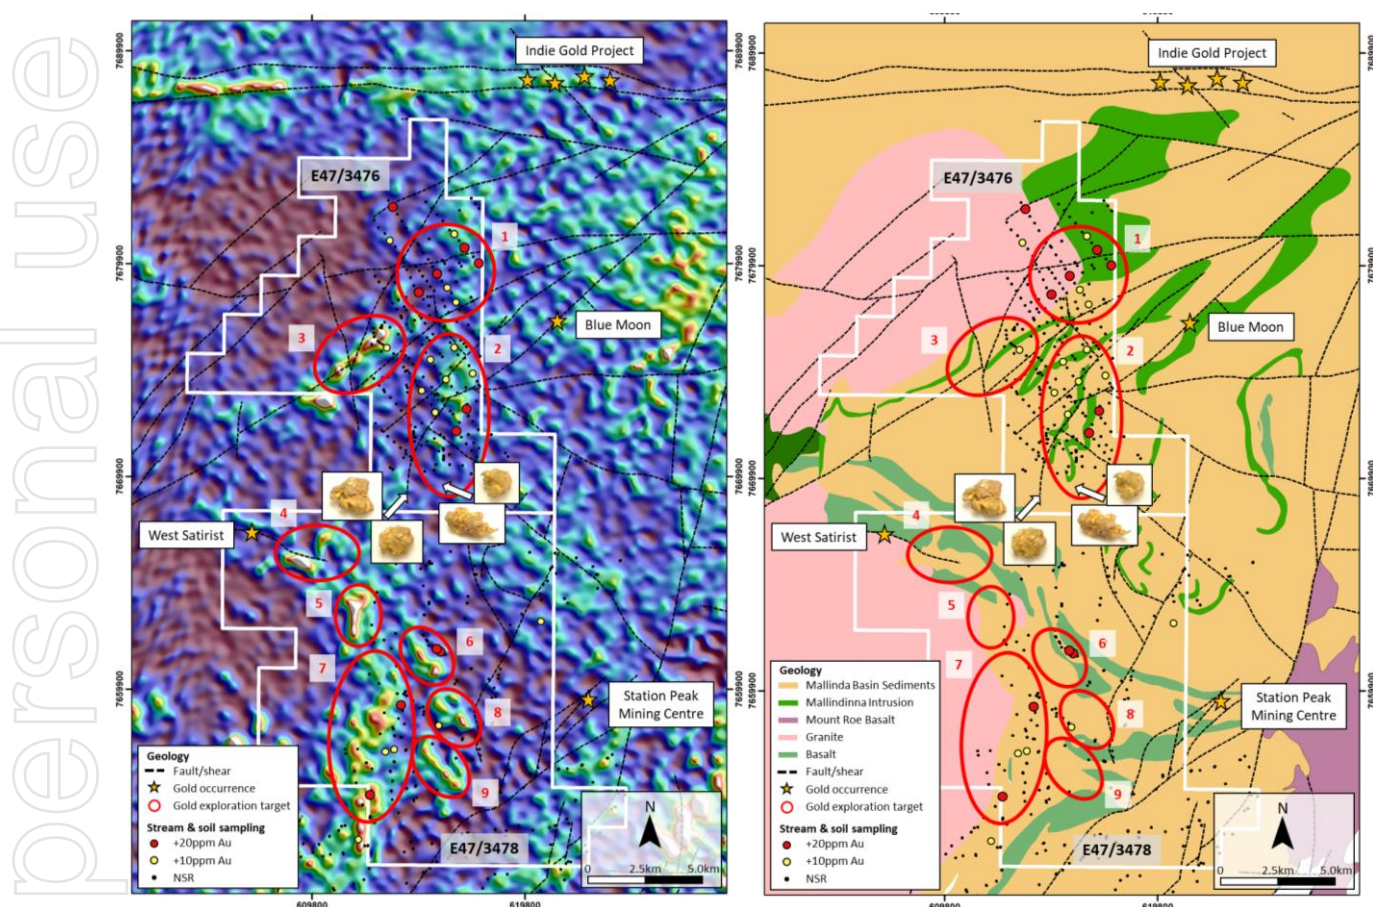 personal use
Indie Gold Project
E47/3476
1
Blue Moon
3
2
4
West Satirist
5
6
7
Station Peak
Mining Centre
8
9
E47/3478
Geology
Fault/shear
Gold occurrence
Gold exploration target
Stream & soil sampling
+20ppm Au
+10ppm Au
NSR
N
0 2.5km 5.0km
7689900
7679900
7669900
7659900
609800 619800
Indie Gold Project
E47/3476
1
Blue Moon
3
2
4
West Satirist
5
6
7
Station Peak
Mining Centre
8
9
E47/3478
Geology
Mallinda Basin Sediments
Mallindinna Intrusion
Mount Roe Basalt
Granite
Basalt
Fault/shear
Gold occurrence
Gold exploration target
Stream & soil sampling
+20ppm Au
+10ppm Au
NSR
N
0 2.5km 5.0km
7689900
7679900
7669900
7659900
609800 619800